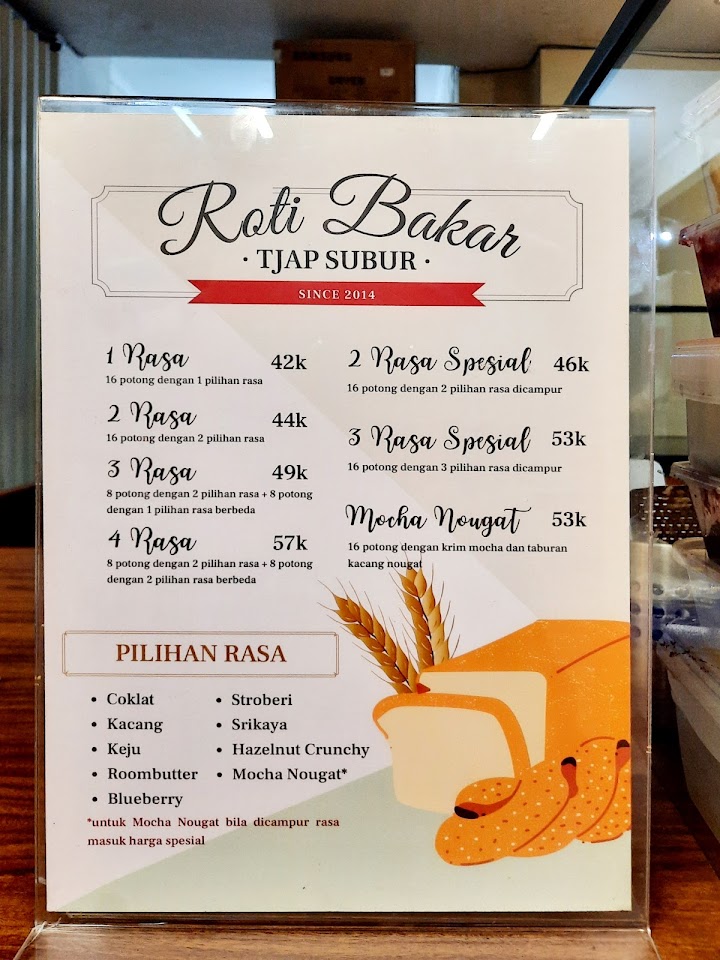 Roti Bakar
· TJAP SUBUR ·
SINCE 2014
1 Rasa 42k
16 potong dengan 1 pilihan rasa
2 Rasa 44k
16 potong dengan 2 pilihan rasa
3 Rasa 49k
8 potong dengan 2 pilihan rasa + 8 potong
dengan 1 pilihan rasa berbeda
4 Rasa 57k
8 potong dengan 2 pilihan rasa + 8 potong
dengan 2 pilihan rasa berbeda
2 Rasa Spesial 46k
16 potong dengan 2 pilihan rasa dicampur
3 Rasa Spesial 53k
16 potong dengan 3 pilihan rasa dicampur
Mocha Nougat 53k
16 potong dengan krim mocha dan taburan
kacang nougat
PILIHAN RASA
• Coklat
• Kacang
• Keju
• Roombutter
• Blueberry
• Stroberi
• Srikaya
• Hazelnut Crunchy
• Mocha Nougat*
*untuk Mocha Nougat bila dicampur rasa
masuk harga spesial